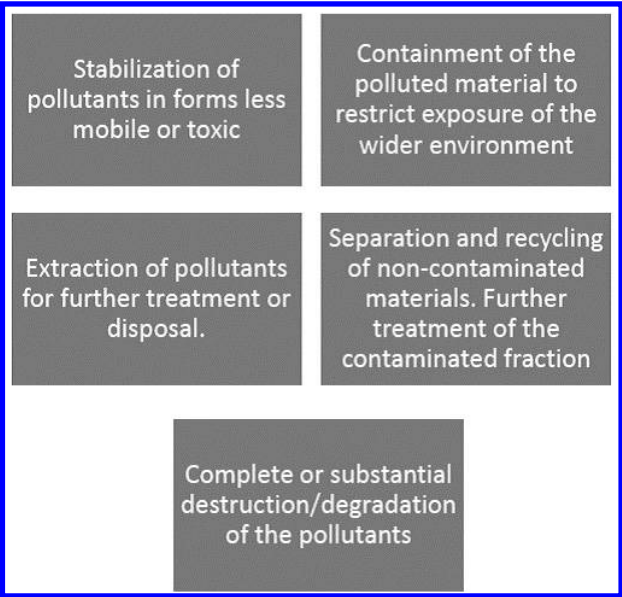 Stabilization of
pollutants in forms less
mobile or toxic
Containment of the
polluted material to
restrict exposure of the
wider environment
Extraction of pollutants
for further treatment or
disposal.
Separation and recycling
of non-contaminated
materials. Further
treatment of the
contaminated fraction
Complete or substantial
destruction/degradation
of the pollutants